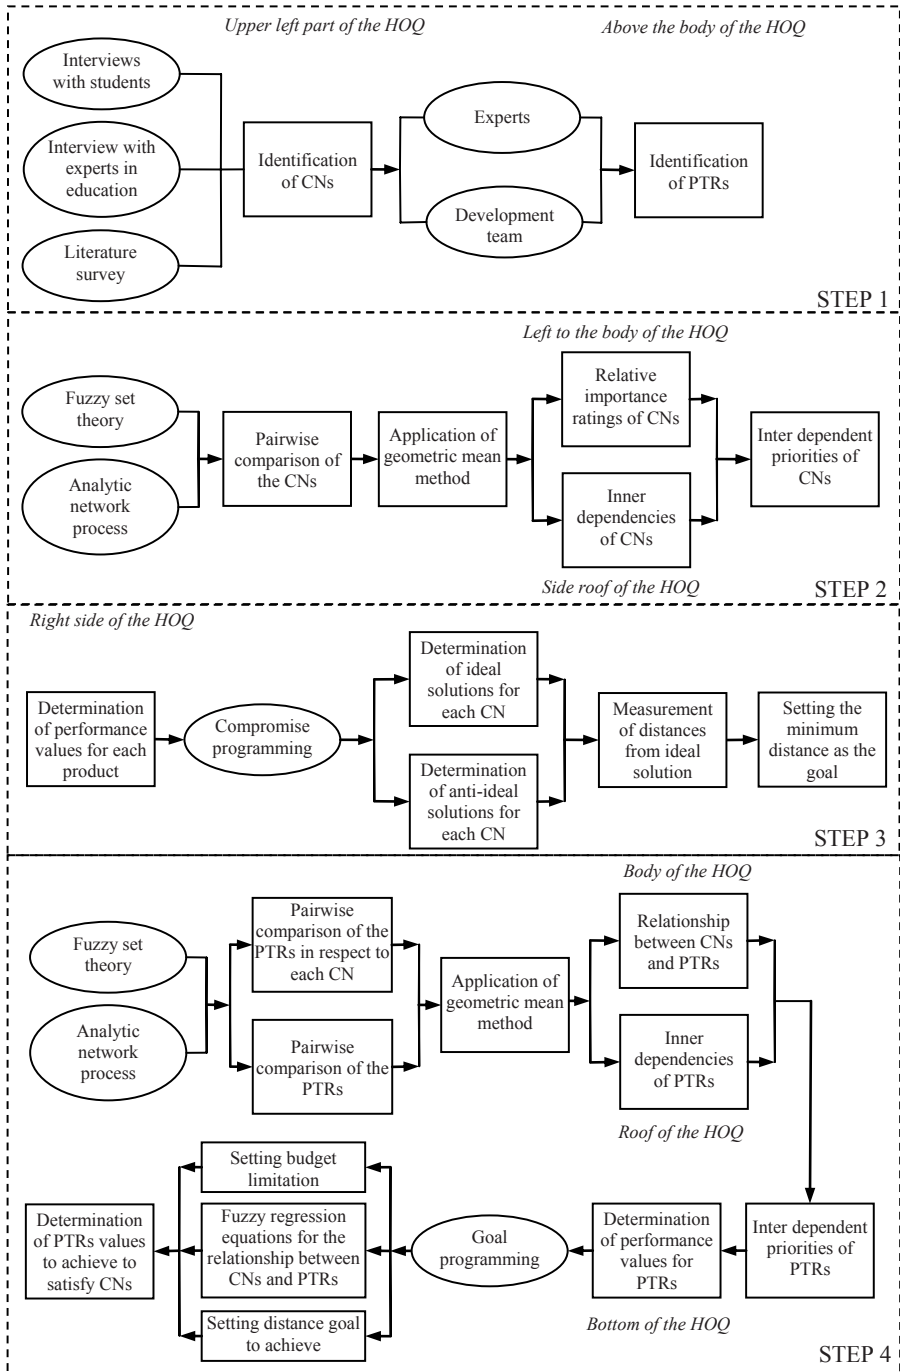 Upper left part of the HOQ
Above the body of the HOQ
Interviews
with students
Interview with
experts in
education
Literature
survey
Identification
of CNs
Experts
Development
team
Identification
of PTRs
STEP 1
Left to the body of the HOQ
Fuzzy set
theory
Analytic
network
process
Pairwise
comparison of
the CNs
Application of
geometric mean
method
Relative
importance
ratings of CNs
Inner
dependencies
of CNs
Inter dependent
priorities of
CNs
Side roof of the HOQ
STEP 2
Right side of the HOQ
Determination
of performance
values for each
product
Compromise
programming
Determination
of ideal
solutions for
each CN
Determination
of anti-ideal
solutions for
each CN
Measurement
of distances
from ideal
solution
Setting the
minimum
distance as the
goal
STEP 3
Body of the HOQ
Fuzzy set
theory
Analytic
network
process
Pairwise
comparison of the
PTRs in respect to
each CN
Pairwise
comparison of the
PTRs
Application of
geometric mean
method
Relationship
between CNs
and PTRs
Inner
dependencies
of PTRs
Roof of the HOQ
Inter dependent
priorities of
PTRs
Determination
of performance
values for
PTRs
Goal
programming
Setting budget
limitation
Fuzzy regression
equations for the
relationship between
CNs and PTRs
Setting distance goal
to achieve
Determination
of PTRs values
to achieve to
satisfy CNs
Bottom of the HOQ
STEP 4